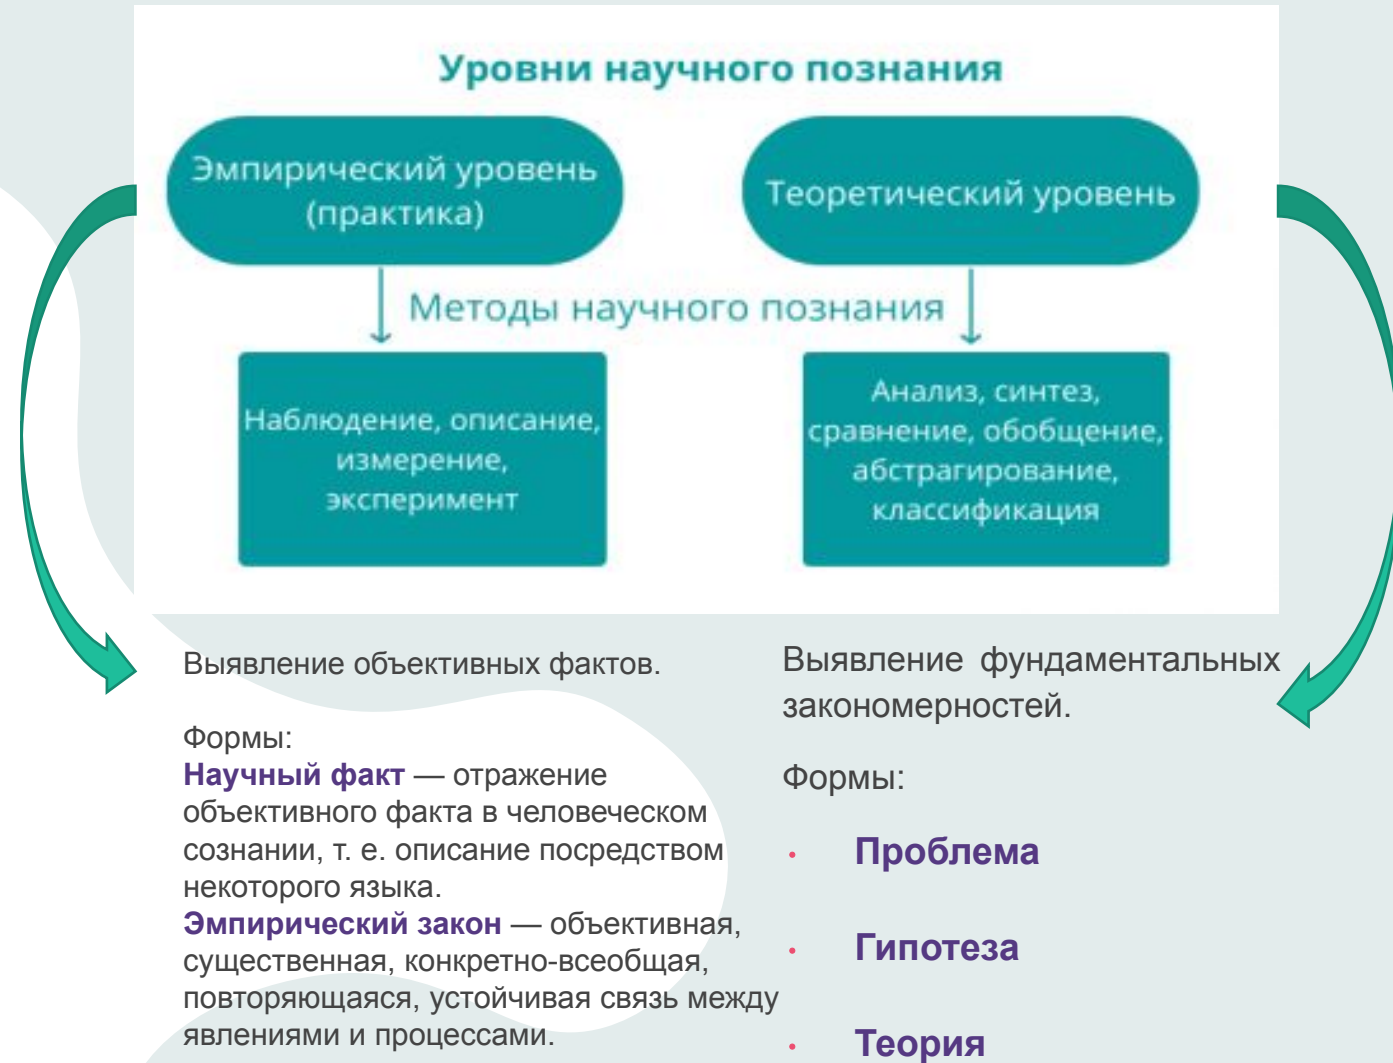 Уровни научного познания
Эмпирический уровень
(практика)
Теоретический уровень
Методы научного познания
Наблюдение, описание,
измерение,
эксперимент
Анализ, синтез,
сравнение, обобщение,
абстрагирование,
классификация
Выявление объективных фактов.
Формы:
Научный факт — отражение
объективного факта в человеческом
сознании, т. е. описание посредством
некоторого языка.
Эмпирический закон — объективная,
существенная, конкретно-всеобщая,
повторяющаяся, устойчивая связь между
явлениями и процессами.
Выявление фундаментальных
закономерностей.
Формы:
• Проблема
• Гипотеза
• Теория